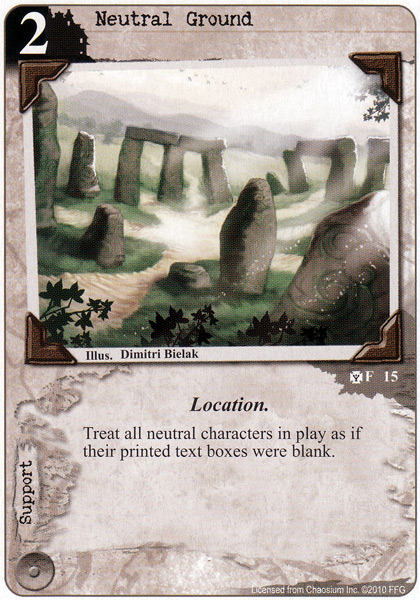 2
Neutral Ground
Illus. Dimitri Bielak
F 15
Location.
Treat all neutral characters in play as if
their printed text boxes were blank.
Support
Licensed from Chaosium Inc. ©2010 FFG